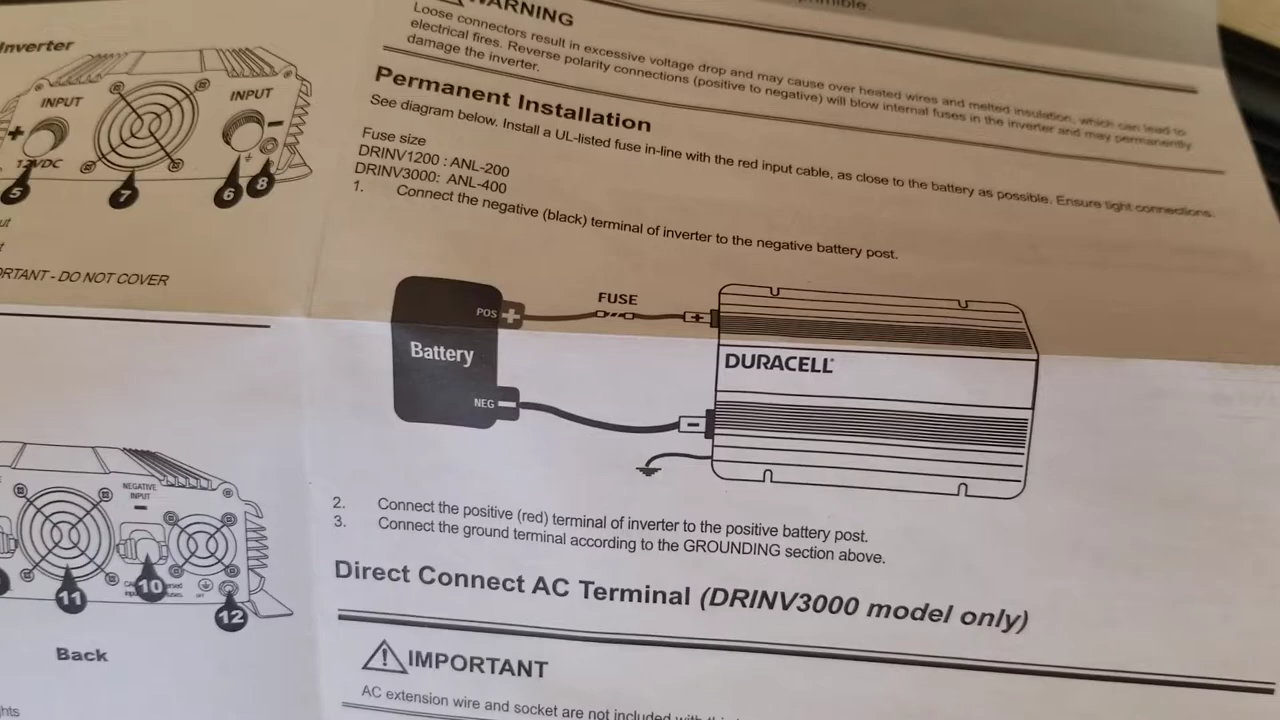 Inverter
INPUT
INPUT
+
-
12VDC
5
7
6
8
ORTANT - DO NOT COVER
NEGATIVE
INPUT
-
10
11
12
Back
WARNING
Loose connectors result in excessive voltage drop and may cause over heated wires and melted insulation, which can lead to
electrical fires. Reverse polarity connections (positive to negative) will blow internal fuses in the inverter and may permanently
damage the inverter.
Permanent Installation
See diagram below. Install a UL-listed fuse in-line with the red input cable, as close to the battery as possible. Ensure tight connections.
Fuse size
DRINV1200 : ANL-200
DRINV3000: ANL-400
1. Connect the negative (black) terminal of inverter to the negative battery post.
FUSE
POS +
+
Battery
DURACELL
NEG -
-
2. Connect the positive (red) terminal of inverter to the positive battery post.
3. Connect the ground terminal according to the GROUNDING section above.
Direct Connect AC Terminal (DRINV3000 model only)
IMPORTANT
AC extension wire and socket are not included with